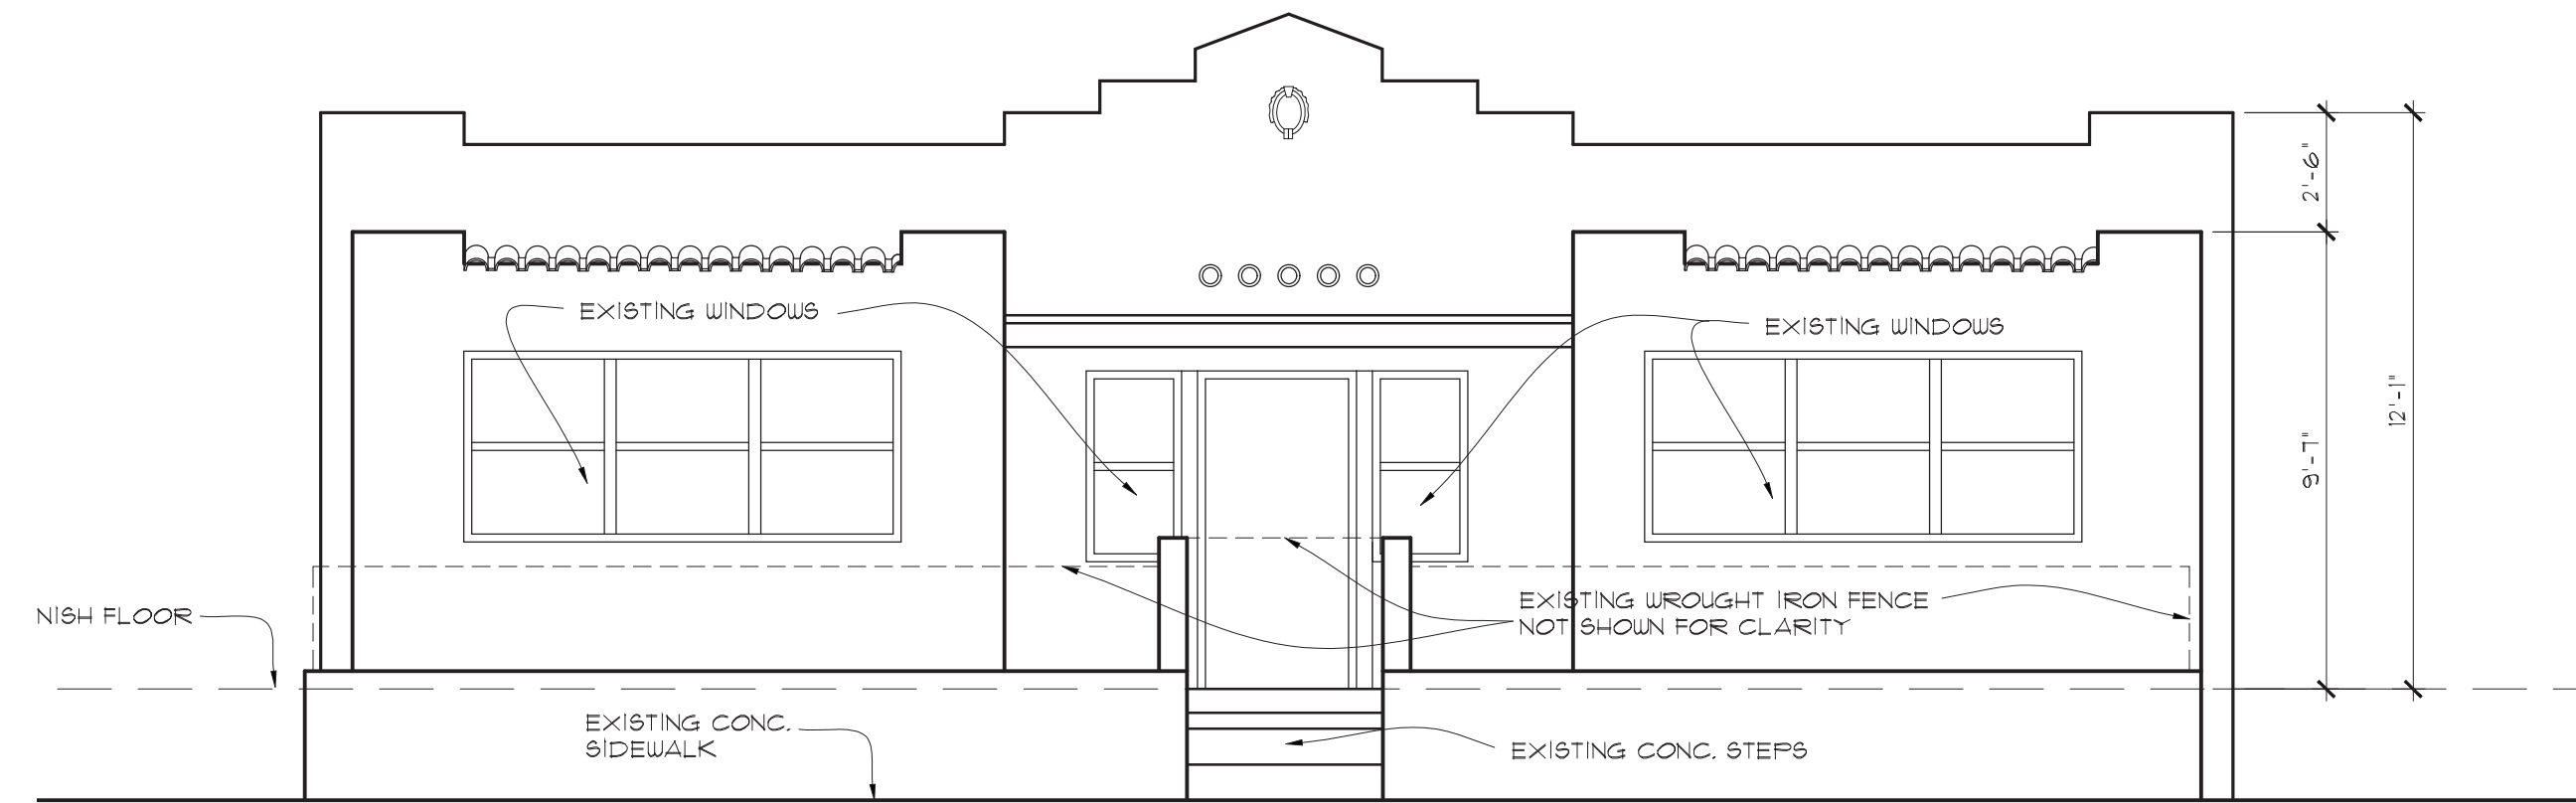 2'-6"
EXISTING WINDOWS
EXISTING WINDOWS
12'-1"
9'-7"
EXISTING WROUGHT IRON FENCE
NOT SHOWN FOR CLARITY
NISH FLOOR
EXISTING CONC.
SIDEWALK
EXISTING CONC. STEPS